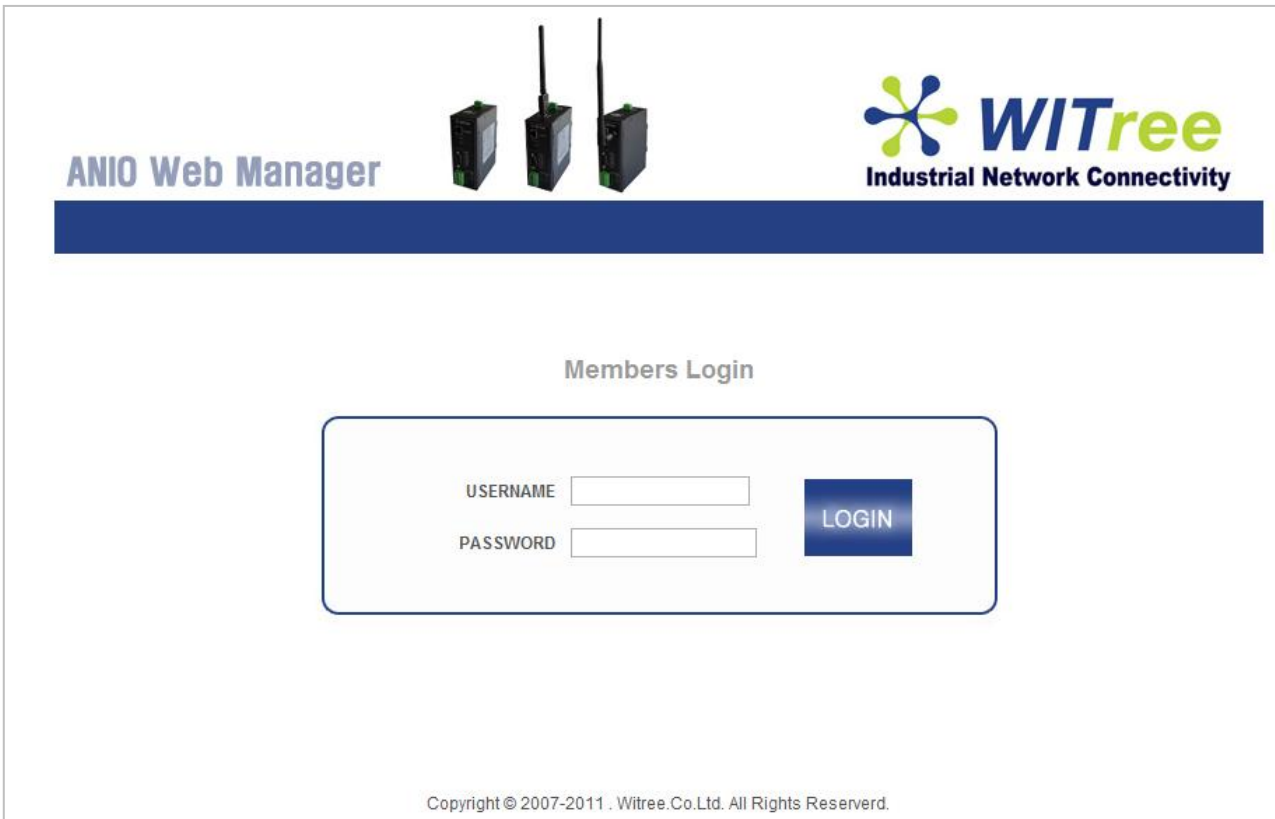 ANIO Web Manager
WITree
Industrial Network Connectivity
Members Login
USERNAME
PASSWORD
LOGIN
Copyright © 2007-2011 . Witree.Co.Ltd. All Rights Reserverd.